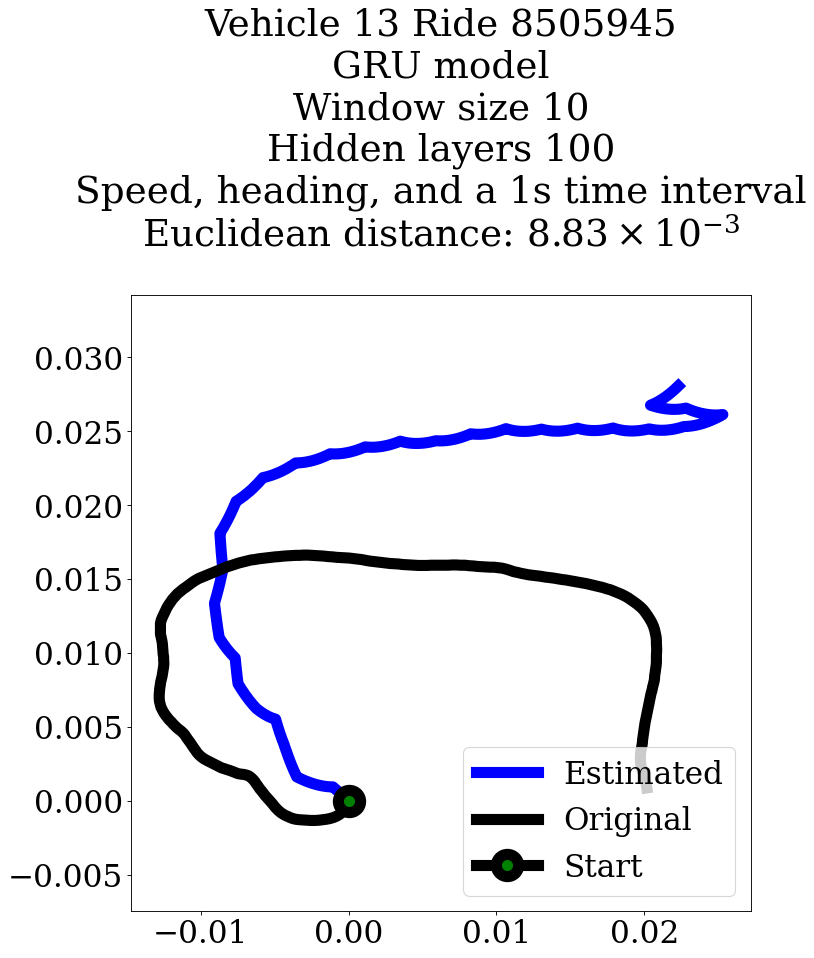 Vehicle 13 Ride 8505945
GRU model
Window size 10
Hidden layers 100
Speed, heading, and a 1s time interval
Euclidean distance: 8.83 × 10⁻³
0.030
0.025
0.020
0.015
0.010
0.005
0.000
−0.005
Estimated
Original
Start
−0.01 0.00 0.01 0.02